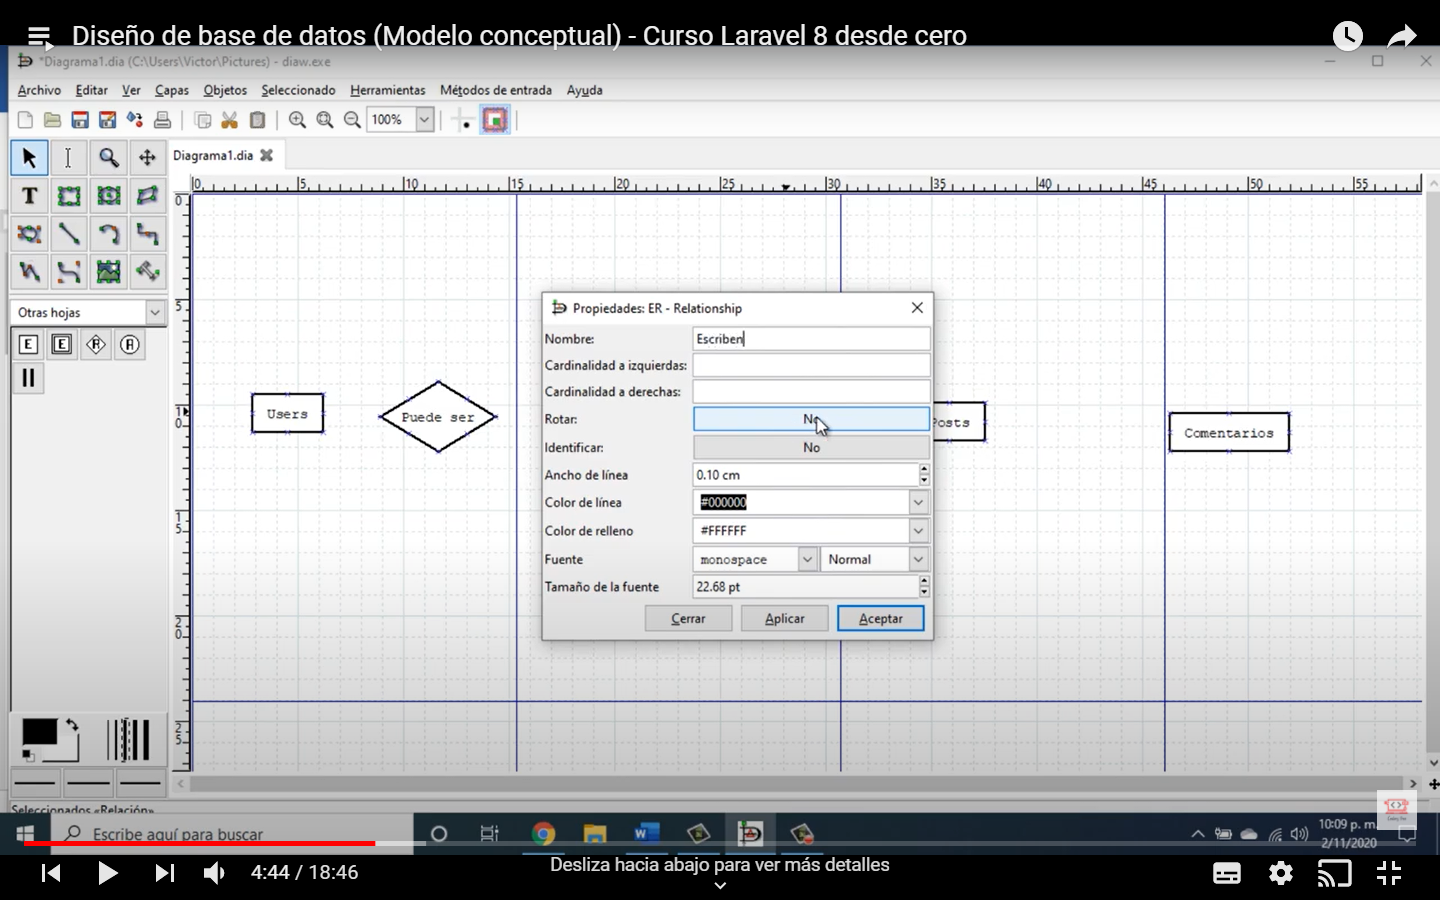 Diseño de base de datos (Modelo conceptual) - Curso Laravel 8 desde cero
*Diagrama1.dia (C:\Users\Victor\Pictures) - diaw.exe
Archivo Editar Ver Capas Objetos Seleccionado Herramientas Métodos de entrada Ayuda
100%
Diagrama1.dia
0 5 10 15 20 25 30 35 40 45 50 55
T
Otras hojas
E E R A
0
5
10
15
20
25
Users
Puede ser
Posts
Comentarios
Propiedades: ER - Relationship
Nombre: Escriben
Cardinalidad a izquierdas:
Cardinalidad a derechas:
Rotar: No
Identificar: No
Ancho de línea 0.10 cm
Color de línea #000000
Color de relleno #FFFFFF
Fuente monospace Normal
Tamaño de la fuente 22.68 pt
Cerrar Aplicar Aceptar
Seleccionados «Relación»
Escribe aquí para buscar
10:09 p. m.
2/11/2020
4:44 / 18:46
Desliza hacia abajo para ver más detalles